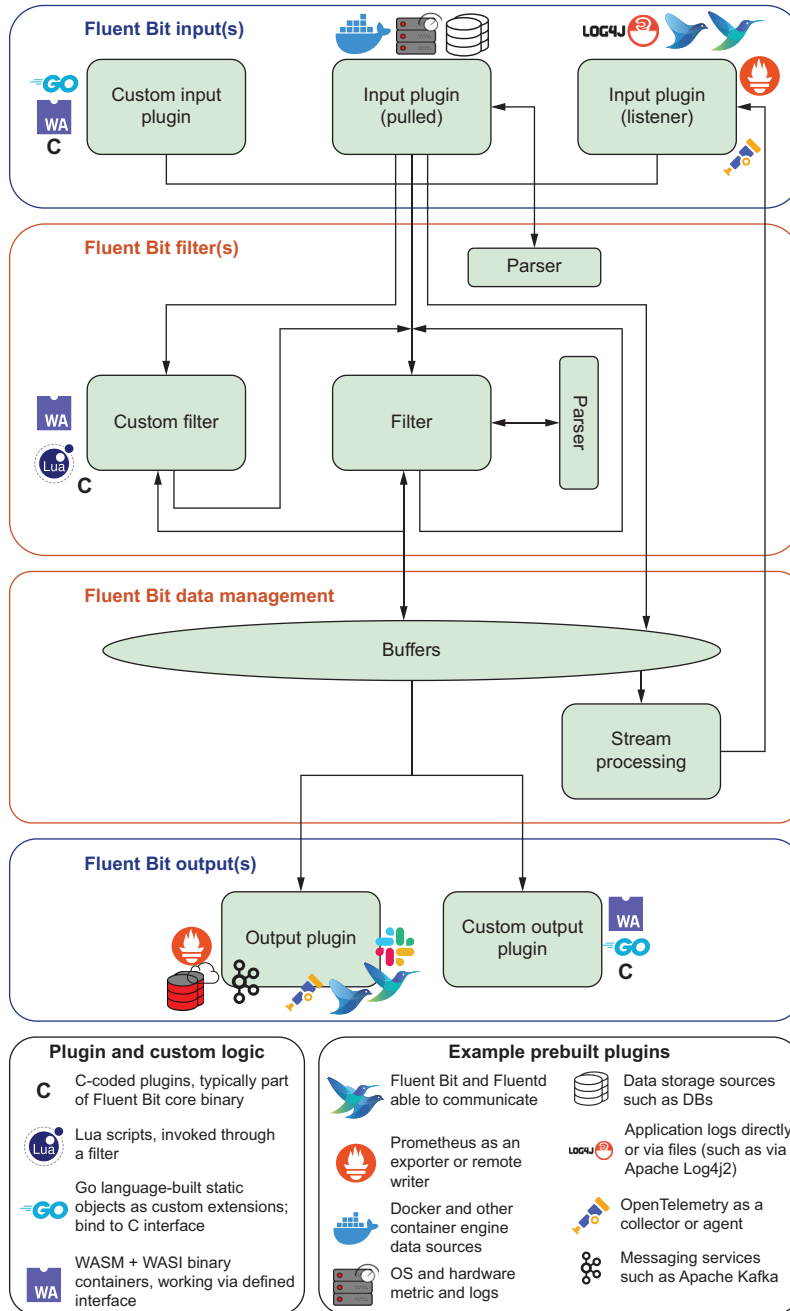 Fluent Bit input(s)
LOG4J
GO
WA
C
Custom input
plugin
Input plugin
(pulled)
Input plugin
(listener)
Fluent Bit filter(s)
Parser
WA
Lua
C
Custom filter
Filter
Parser
Fluent Bit data management
Buffers
Stream
processing
Fluent Bit output(s)
Output plugin
Custom output
plugin
WA
GO
C
Plugin and custom logic
C
C-coded plugins, typically part
of Fluent Bit core binary
Lua
Lua scripts, invoked through
a filter
GO
Go language-built static
objects as custom extensions;
bind to C interface
WA
WASM + WASI binary
containers, working via defined
interface
Example prebuilt plugins
Fluent Bit and Fluentd
able to communicate
Prometheus as an
exporter or remote
writer
Docker and other
container engine
data sources
OS and hardware
metric and logs
Data storage sources
such as DBs
LOG4J
Application logs directly
or via files (such as via
Apache Log4j2)
OpenTelemetry as a
collector or agent
Messaging services
such as Apache Kafka